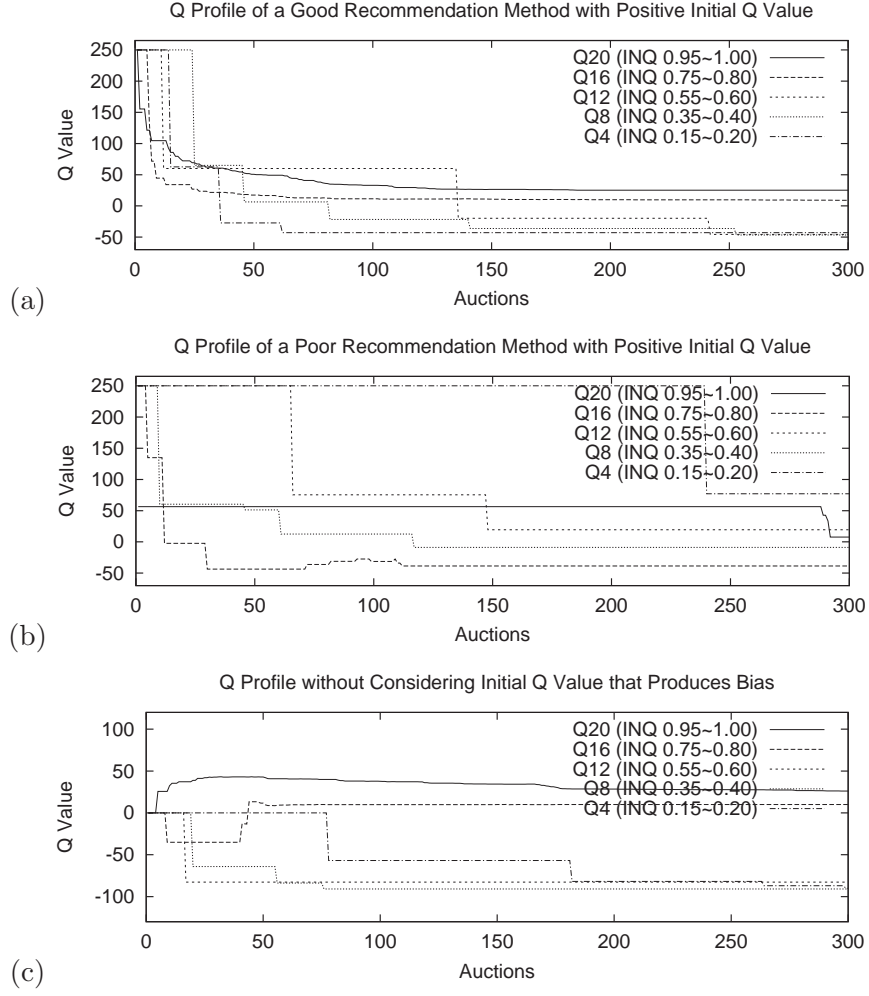 Q Profile of a Good Recommendation Method with Positive Initial Q Value
250
200
150
100
50
0
-50
Q Value
Q20 (INQ 0.95~1.00)
Q16 (INQ 0.75~0.80)
Q12 (INQ 0.55~0.60)
Q8 (INQ 0.35~0.40)
Q4 (INQ 0.15~0.20)
0 50 100 150 200 250 300
Auctions
(a)
Q Profile of a Poor Recommendation Method with Positive Initial Q Value
250
200
150
100
50
0
-50
Q Value
Q20 (INQ 0.95~1.00)
Q16 (INQ 0.75~0.80)
Q12 (INQ 0.55~0.60)
Q8 (INQ 0.35~0.40)
Q4 (INQ 0.15~0.20)
0 50 100 150 200 250 300
Auctions
(b)
Q Profile without Considering Initial Q Value that Produces Bias
100
50
0
-50
-100
Q Value
Q20 (INQ 0.95~1.00)
Q16 (INQ 0.75~0.80)
Q12 (INQ 0.55~0.60)
Q8 (INQ 0.35~0.40)
Q4 (INQ 0.15~0.20)
0 50 100 150 200 250 300
Auctions
(c)